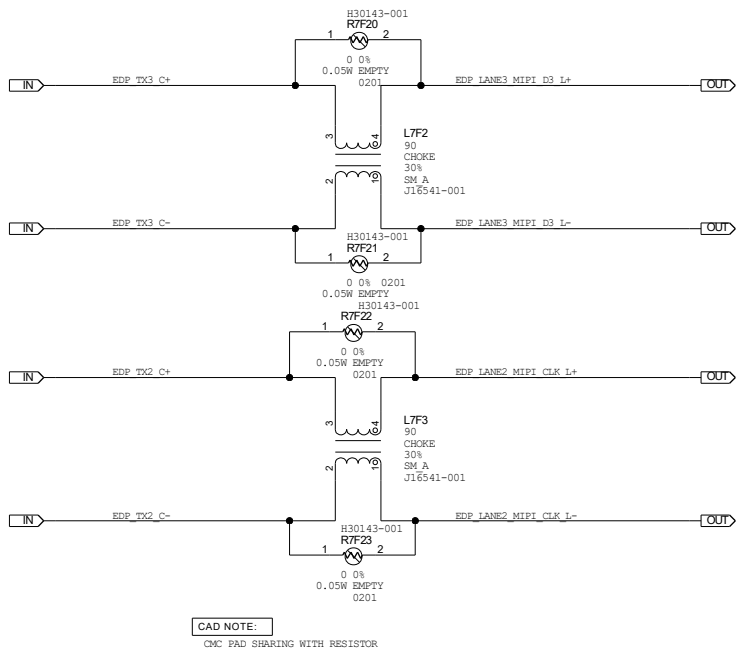 H30143-001
R7F20
1 2
0 0%
0.05W EMPTY
0201
IN EDP_TX3_C+ EDP_LANE3_MIPI_D3_L+ OUT
3 4
L7F2
90
CHOKE
30%
SM_A
J16541-001
2 1
IN EDP_TX3_C- EDP_LANE3_MIPI_D3_L- OUT
H30143-001
R7F21
1 2
0 0% 0201
0.05W EMPTY
H30143-001
R7F22
1 2
0 0%
0.05W EMPTY
0201
IN EDP_TX2_C+ EDP_LANE2_MIPI_CLK_L+ OUT
3 4
L7F3
90
CHOKE
30%
SM_A
J16541-001
2 1
IN EDP_TX2_C- EDP_LANE2_MIPI_CLK_L- OUT
H30143-001
R7F23
1 2
0 0%
0.05W EMPTY
0201
CAD NOTE:
CMC PAD SHARING WITH RESISTOR